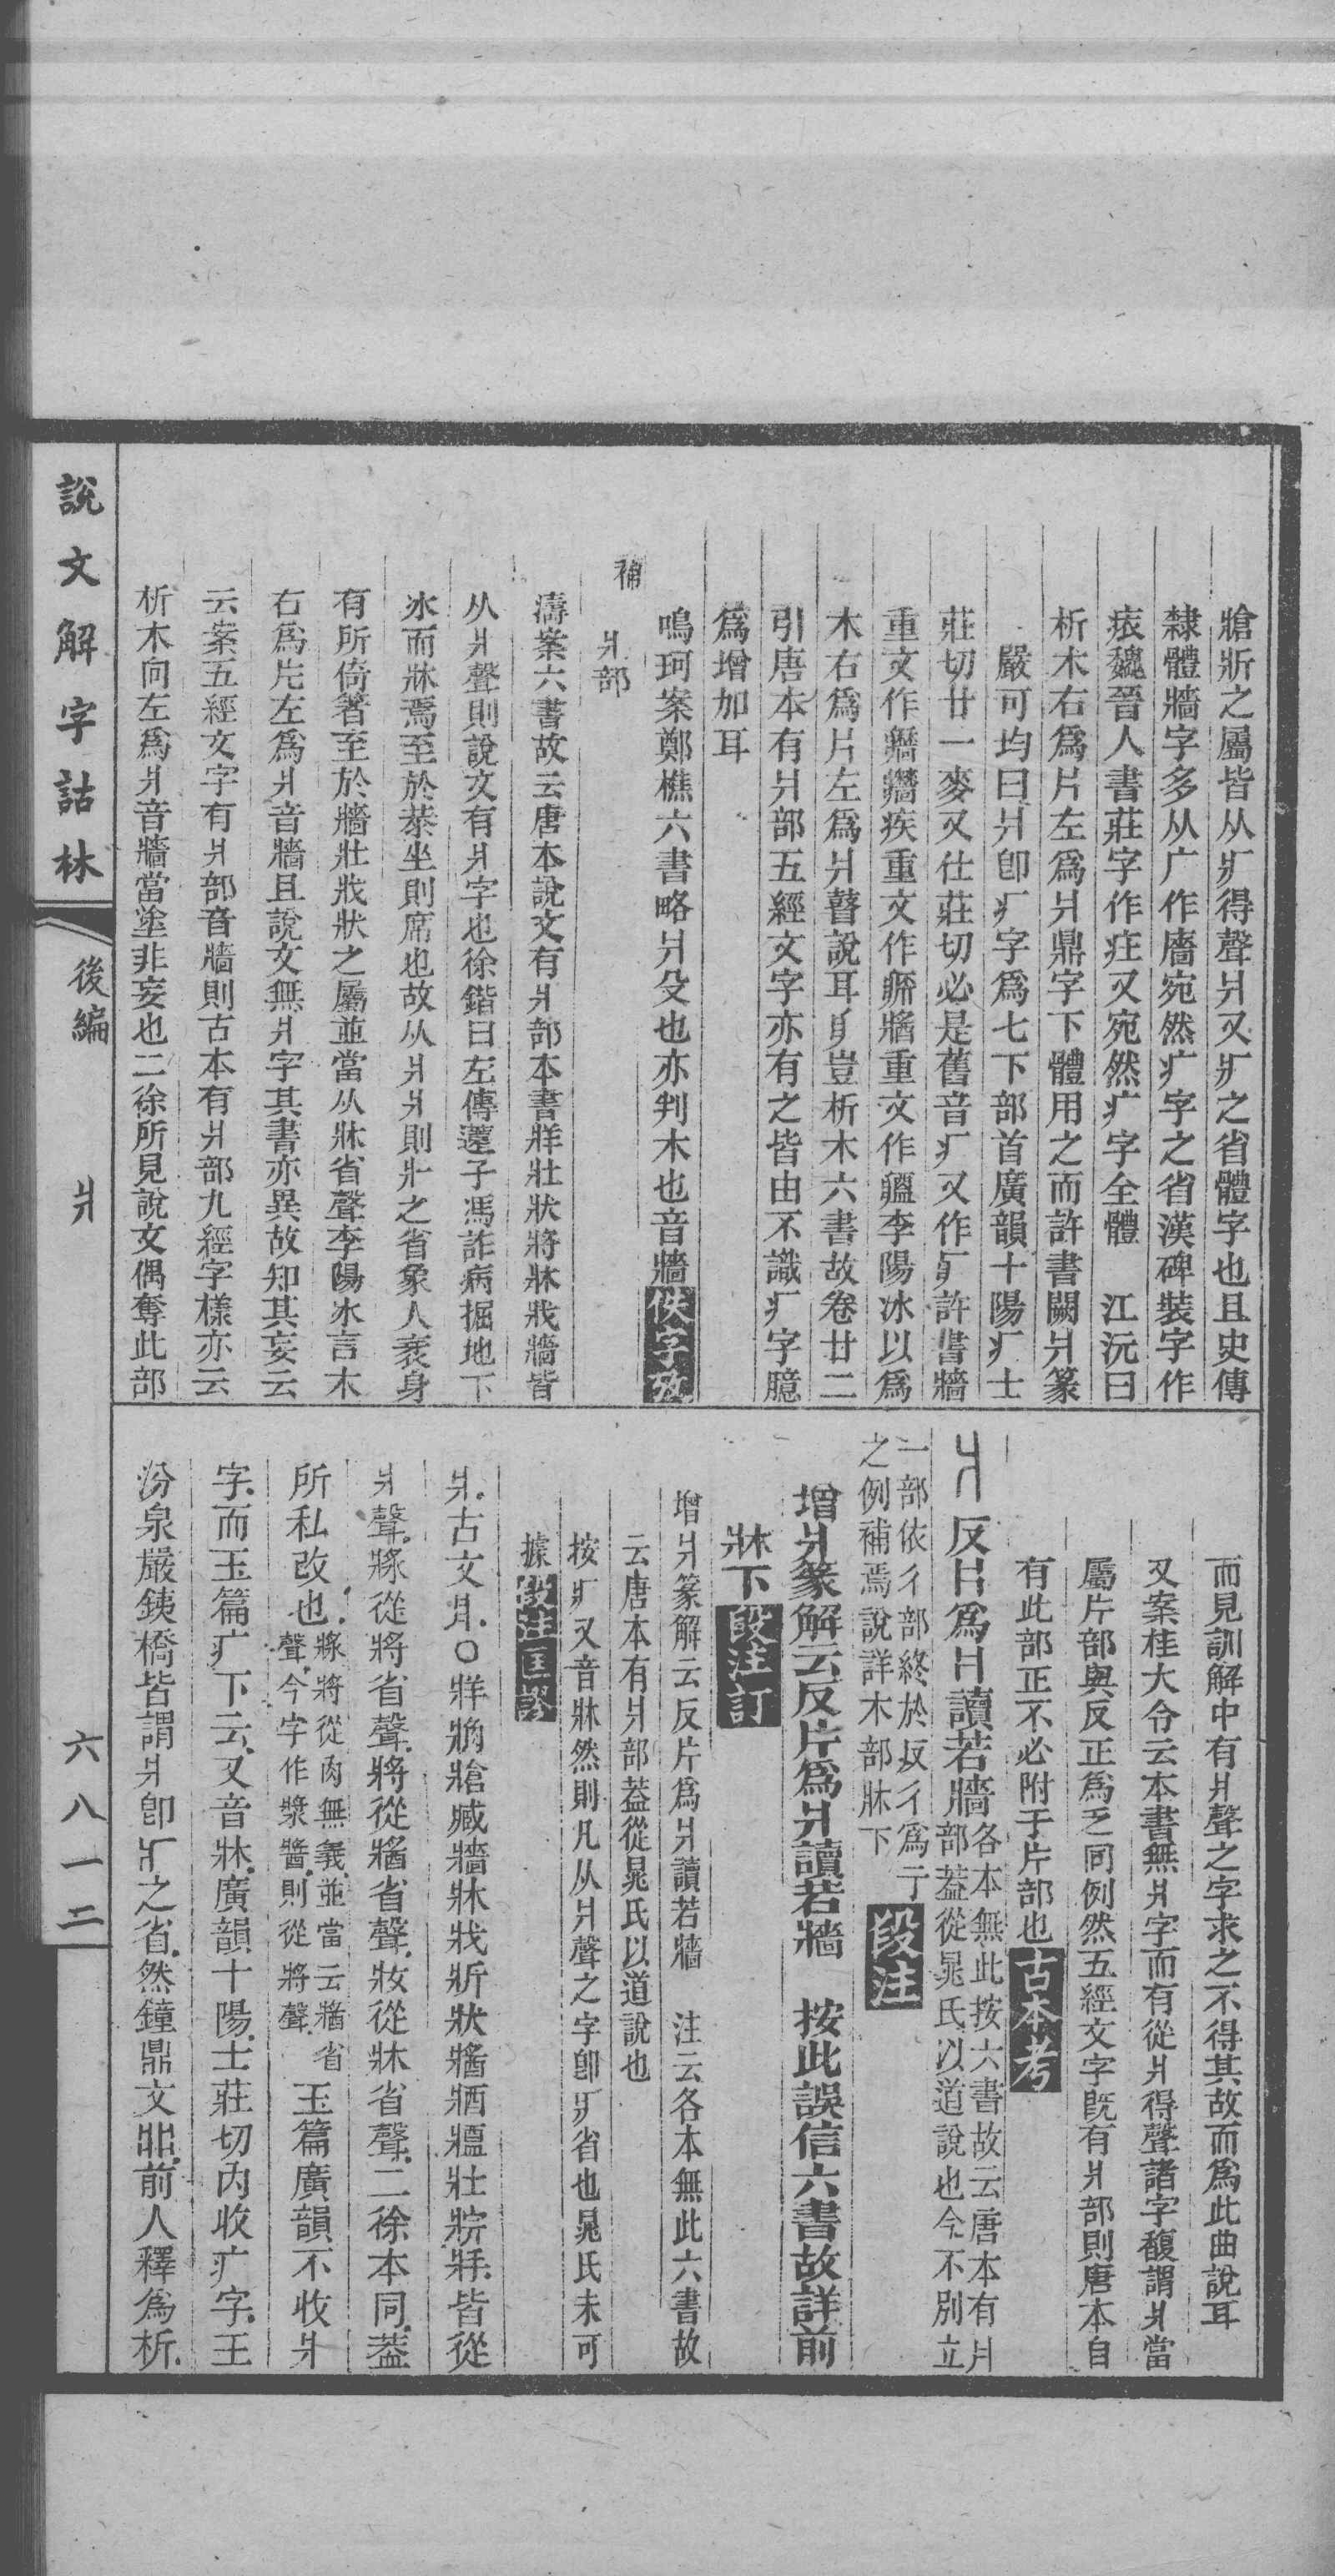 牄斨之屬皆从疒得聲爿又疒之省體字也且史傳
隸體牆字多从广作廧宛然疒字之省漢碑裝字作
𧙻魏晉人書莊字作疰又宛然疒字全體　江沅曰
析木右爲片左爲爿鼎字下體用之而許書闕爿篆
嚴可均曰爿卽疒字爲七下部首廣韻十陽疒士
莊切廿一麥又仕莊切必是舊音疒又作疒許書牆
重文作牆疾重文作醬重文作李陽冰以爲
木右爲片左爲爿瞽說耳豈析木六書故卷廿二
引唐本有爿部五經文字亦有之皆由不識疒字臆
爲增加耳
鳴珂案鄭樵六書略爿殳也亦判木也音牆佚字攷
補
爿部
濤案六書故云唐本說文有爿部本書牂壯狀將牀戕牆皆
从爿聲則說文有爿字也徐鍇曰左傳薳子馮詐病掘地下
冰而牀焉至於恭坐則席也故从爿爿則疒之省象人衺身
有所倚著至於牆壯戕狀之屬並當从牀省聲李陽冰言木
右爲片左爲爿音牆且說文無爿字其書亦異故知其妄云
云案五經文字有爿部音牆則古本有爿部九經字樣亦云
析木向左爲爿音牆當塗非妄也二徐所見說文偶奪此部
而見訓解中有爿聲之字求之不得其故而爲此曲說耳
又案桂大令云本書無爿字而有從爿得聲諸字馥謂爿當
屬片部與反正爲乏同例然五經文字旣有爿部則唐本自
有此部正不必附于片部也古本考
爿反片爲爿讀若牆各本無此按六書故云唐本有爿
部葢從晁氏以道說也今不別立
一部依彳部終於反彳爲亍
之例補焉說詳木部牀下段注
增爿篆解云反片爲爿讀若牆　按此誤信六書故詳前
牀下段注訂
增爿篆解云反片爲爿讀若牆　注云各本無此六書故
云唐本有爿部葢從晁氏以道說也
按疒又音牀然則凡从爿聲之字卽疒省也晁氏未可
據段注匡謬
爿古文爿〇牂牄臧牆牀戕斨狀醬壯皆從
爿聲將從醬省聲妝從牀省聲二徐本同葢
所私改也將從肉無義並當云醬省
聲今字作漿醬則從將聲玉篇廣韻不收爿
字而玉篇疒下云又音牀廣韻十陽士莊切內收疒字王
汾泉嚴銕橋皆謂爿卽疒之省然鐘鼎文前人釋爲析
說文解字詁林
後編
爿
六八一二